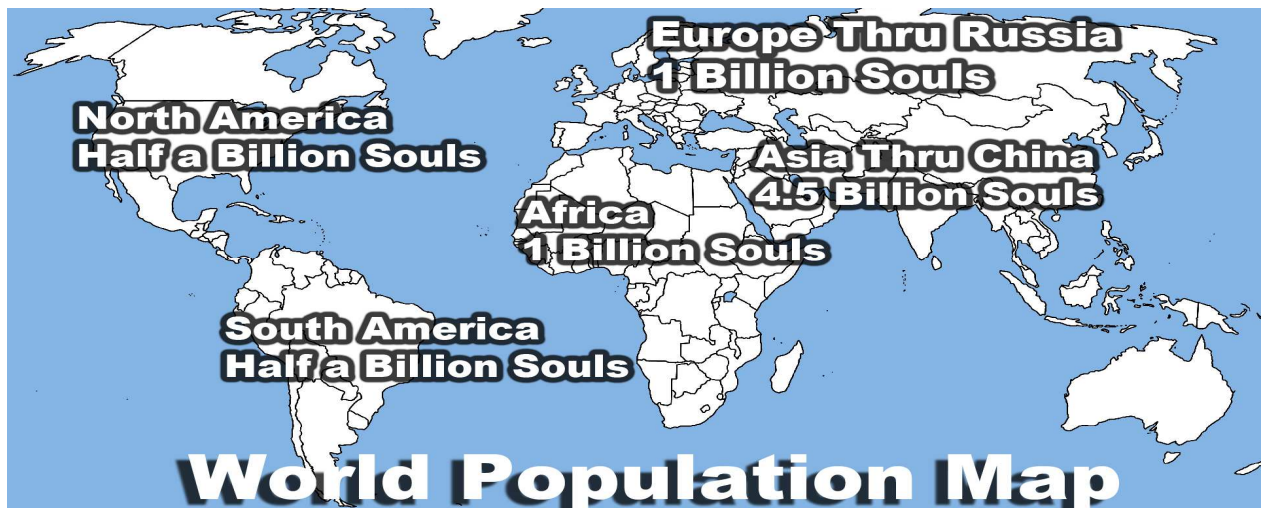 Europe Thru Russia
1 Billion Souls
North America
Half a Billion Souls
Asia Thru China
4.5 Billion Souls
Africa
1 Billion Souls
South America
Half a Billion Souls
World Population Map